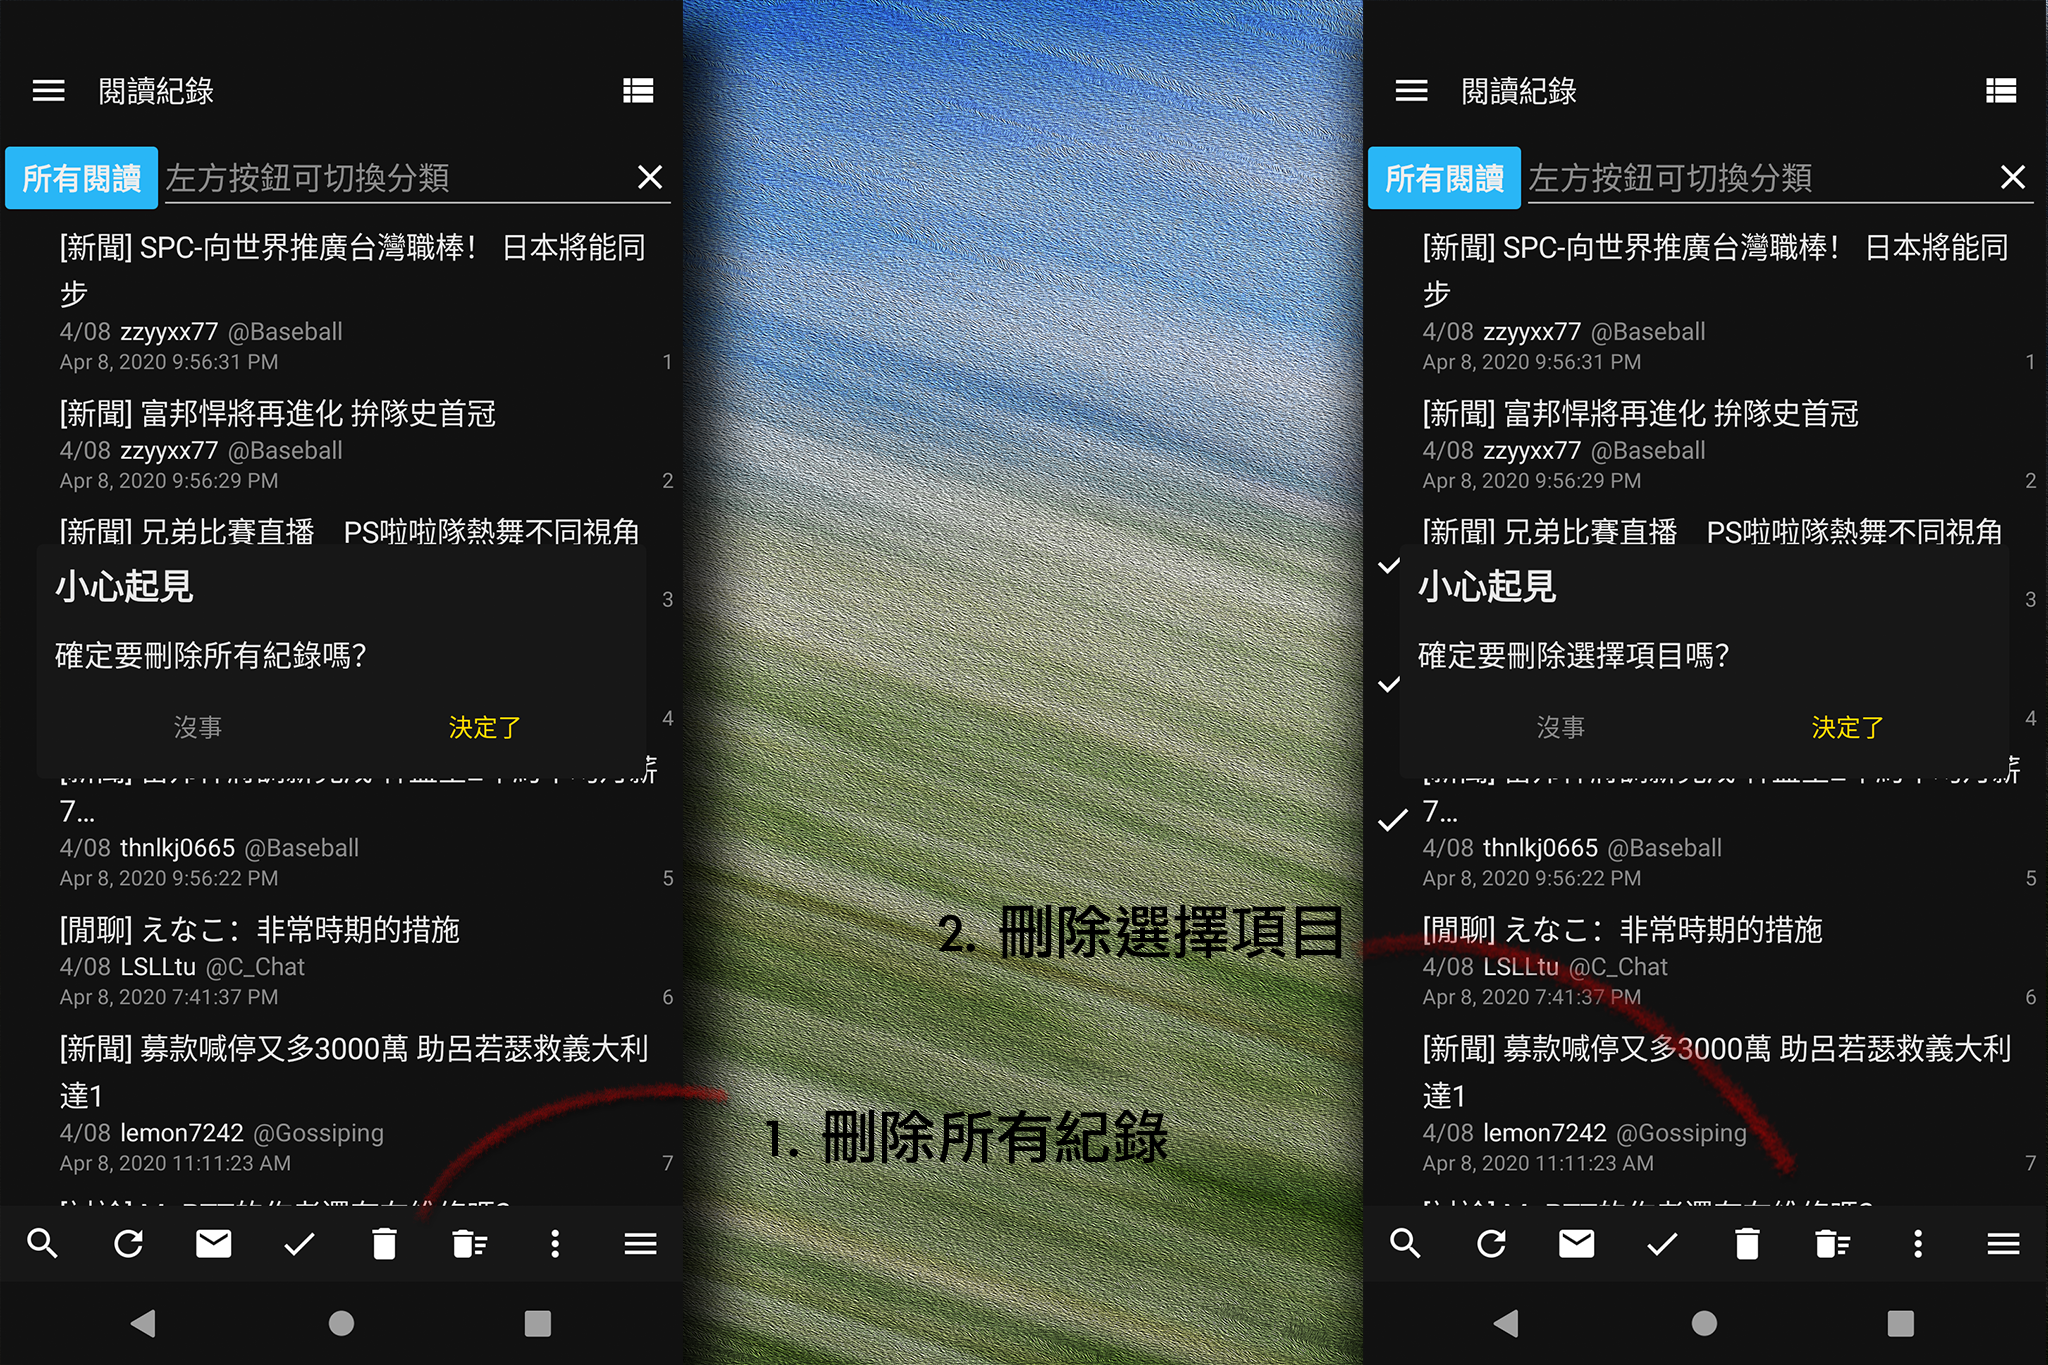 閱讀紀錄
所有閱讀 左方按鈕可切換分類
[新聞] SPC-向世界推廣台灣職棒! 日本將能同
步
4/08 zzyyxx77 @Baseball
Apr 8, 2020 9:56:31 PM 1
[新聞] 富邦悍將再進化 拚隊史首冠
4/08 zzyyxx77 @Baseball
Apr 8, 2020 9:56:29 PM 2
[新聞] 兄弟比賽直播 PS啦啦隊熱舞不同視角
小心起見
3
確定要刪除所有紀錄嗎?
沒事 決定了 4
7...
4/08 thnlkj0665 @Baseball
Apr 8, 2020 9:56:22 PM 5
[閒聊] えなこ：非常時期的措施
4/08 LSLLtu @C_Chat
Apr 8, 2020 7:41:37 PM 6
[新聞] 募款喊停又多3000萬 助呂若瑟救義大利
達1
4/08 lemon7242 @Gossiping
Apr 8, 2020 11:11:23 AM 7
2. 刪除選擇項目
1. 刪除所有紀錄
閱讀紀錄
所有閱讀 左方按鈕可切換分類
[新聞] SPC-向世界推廣台灣職棒! 日本將能同
步
4/08 zzyyxx77 @Baseball
Apr 8, 2020 9:56:31 PM 1
[新聞] 富邦悍將再進化 拚隊史首冠
4/08 zzyyxx77 @Baseball
Apr 8, 2020 9:56:29 PM 2
[新聞] 兄弟比賽直播 PS啦啦隊熱舞不同視角
小心起見
3
確定要刪除選擇項目嗎?
沒事 決定了 4
7...
4/08 thnlkj0665 @Baseball
Apr 8, 2020 9:56:22 PM 5
[閒聊] えなこ：非常時期的措施
4/08 LSLLtu @C_Chat
Apr 8, 2020 7:41:37 PM 6
[新聞] 募款喊停又多3000萬 助呂若瑟救義大利
達1
4/08 lemon7242 @Gossiping
Apr 8, 2020 11:11:23 AM 7